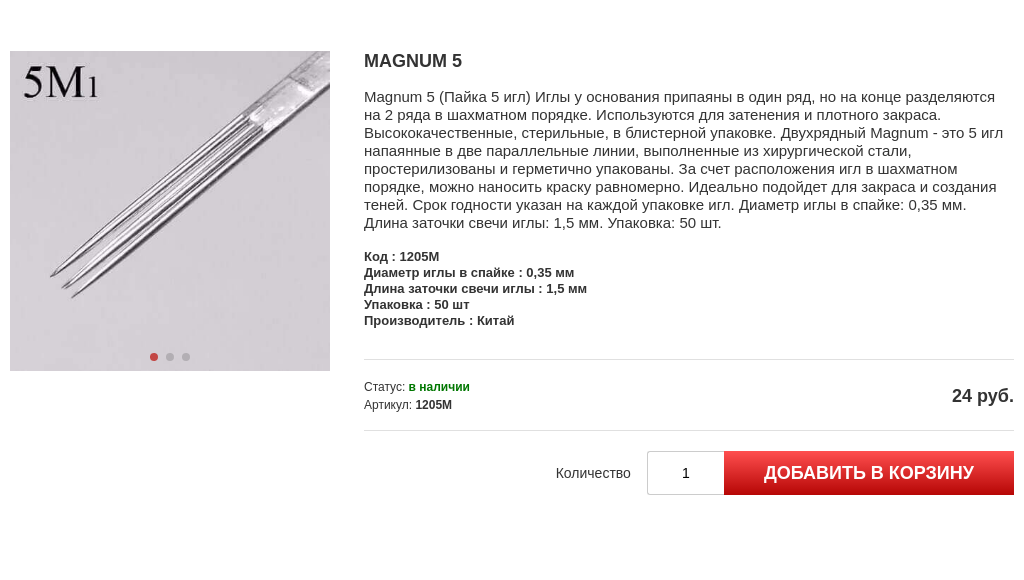 5M1
MAGNUM 5
Magnum 5 (Пайка 5 игл) Иглы у основания припаяны в один ряд, но на конце разделяются
на 2 ряда в шахматном порядке. Используются для затенения и плотного закраса.
Высококачественные, стерильные, в блистерной упаковке. Двухрядный Magnum - это 5 игл
напаянные в две параллельные линии, выполненные из хирургической стали,
простерилизованы и герметично упакованы. За счет расположения игл в шахматном
порядке, можно наносить краску равномерно. Идеально подойдет для закраса и создания
теней. Срок годности указан на каждой упаковке игл. Диаметр иглы в спайке: 0,35 мм.
Длина заточки свечи иглы: 1,5 мм. Упаковка: 50 шт.
Код : 1205M
Диаметр иглы в спайке : 0,35 мм
Длина заточки свечи иглы : 1,5 мм
Упаковка : 50 шт
Производитель : Китай
Статус: в наличии
Артикул: 1205M
24 руб.
Количество
1
ДОБАВИТЬ В КОРЗИНУ